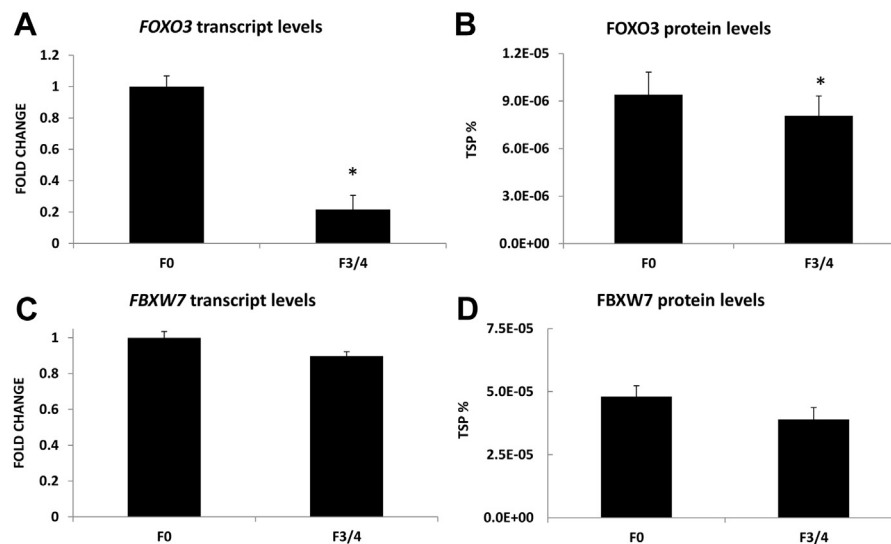 A
FOXO3 transcript levels
1.2
1
0.8
0.6
0.4
0.2
0
FOLD CHANGE
*
F0
F3/4
B
FOXO3 protein levels
1.2E-05
9.0E-06
6.0E-06
3.0E-06
0.0E+00
TSP %
*
F0
F3/4
C
FBXW7 transcript levels
1
0.8
0.6
0.4
0.2
0
FOLD CHANGE
F0
F3/4
D
FBXW7 protein levels
7.5E-05
5.0E-05
2.5E-05
0.0E+00
TSP %
F0
F3/4